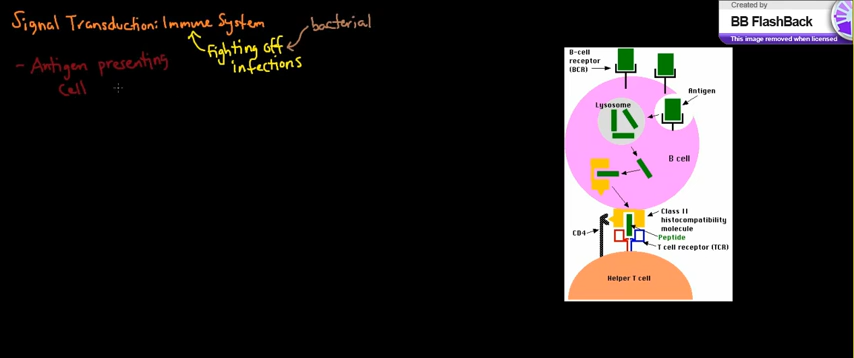 Signal Transduction: Immune System
bacterial
Fighting off
infections
- Antigen presenting
cell
Created by
BB FlashBack
This image removed when licensed
B-cell
receptor
(BCR)
Antigen
Lysosome
B cell
Class II
histocompatibility
molecule
Peptide
CD4
T cell receptor (TCR)
Helper T cell